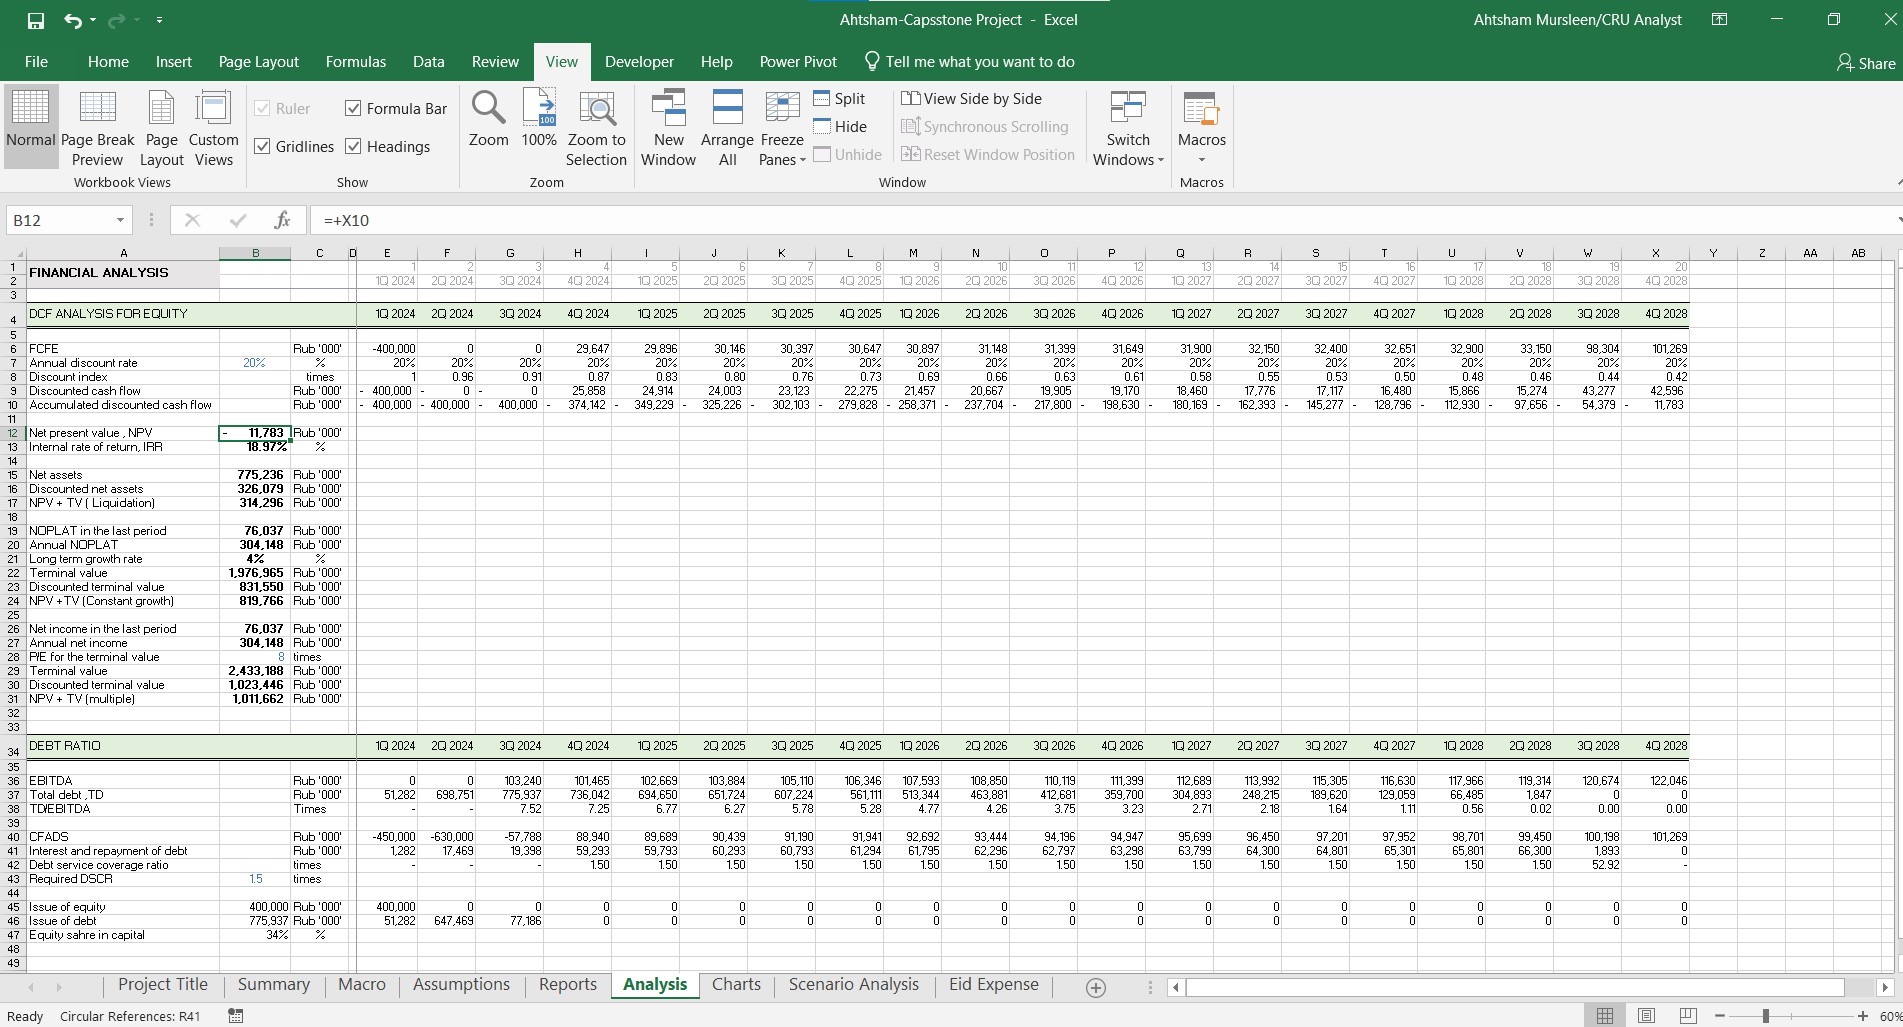 Ahtsham-Capsstone Project - Excel
Ahtsham Mursleen/CRU Analyst
File Home Insert Page Layout Formulas Data Review View Developer Help Power Pivot Tell me what you want to do Share
Normal Page Break Preview Page Layout Custom Views
Workbook Views
Ruler Formula Bar
Gridlines Headings
Show
Zoom 100% Zoom to Selection
Zoom
New Window Arrange All Freeze Panes
Split
Hide
Unhide
View Side by Side
Synchronous Scrolling
Reset Window Position
Switch Windows
Window
Macros
Macros
B12 fx =+X10
A B C D E F G H I J K L M N O P Q R S T U V W X Y Z AA AB
1 FINANCIAL ANALYSIS 1 2 3 4 5 6 7 8 9 10 11 12 13 14 15 16 17 18 19 20
2 1Q 2024 2Q 2024 3Q 2024 4Q 2024 1Q 2025 2Q 2025 3Q 2025 4Q 2025 1Q 2026 2Q 2026 3Q 2026 4Q 2026 1Q 2027 2Q 2027 3Q 2027 4Q 2027 1Q 2028 2Q 2028 3Q 2028 4Q 2028
3
4 DCF ANALYSIS FOR EQUITY 1Q 2024 2Q 2024 3Q 2024 4Q 2024 1Q 2025 2Q 2025 3Q 2025 4Q 2025 1Q 2026 2Q 2026 3Q 2026 4Q 2026 1Q 2027 2Q 2027 3Q 2027 4Q 2027 1Q 2028 2Q 2028 3Q 2028 4Q 2028
5
6 FCFE Rub '000' -400,000 0 0 29,647 29,896 30,146 30,397 30,647 30,897 31,148 31,399 31,649 31,900 32,150 32,400 32,651 32,900 33,150 98,304 101,269
7 Annual discount rate 20% % 20% 20% 20% 20% 20% 20% 20% 20% 20% 20% 20% 20% 20% 20% 20% 20% 20% 20% 20% 20%
8 Discount index times 1 0.96 0.91 0.87 0.83 0.80 0.76 0.73 0.69 0.66 0.63 0.61 0.58 0.55 0.53 0.50 0.48 0.46 0.44 0.42
9 Discounted cash flow Rub '000' - 400,000 - 0 - 0 25,858 24,914 24,003 23,123 22,275 21,457 20,667 19,905 19,170 18,460 17,776 17,117 16,480 15,866 15,274 43,277 42,596
10 Accumulated discounted cash flow Rub '000' - 400,000 - 400,000 - 400,000 - 374,142 - 349,229 - 325,226 - 302,103 - 279,828 - 258,371 - 237,704 - 217,800 - 198,630 - 180,169 - 162,393 - 145,277 - 128,796 - 112,930 - 97,656 - 54,379 - 11,783
11
12 Net present value , NPV - 11,783 Rub '000'
13 Internal rate of return, IRR 18.97% %
14
15 Net assets 775,236 Rub '000'
16 Discounted net assets 326,079 Rub '000'
17 NPV + TV ( Liquidation) 314,296 Rub '000'
18
19 NOPLAT in the last period 76,037 Rub '000'
20 Annual NOPLAT 304,148 Rub '000'
21 Long term growth rate 4% %
22 Terminal value 1,976,965 Rub '000'
23 Discounted terminal value 831,550 Rub '000'
24 NPV +TV (Constant growth) 819,766 Rub '000'
25
26 Net income in the last period 76,037 Rub '000'
27 Annual net income 304,148 Rub '000'
28 P/E for the terminal value 8 times
29 Terminal value 2,433,188 Rub '000'
30 Discounted terminal value 1,023,446 Rub '000'
31 NPV + TV (multiple) 1,011,662 Rub '000'
32
33
34 DEBT RATIO 1Q 2024 2Q 2024 3Q 2024 4Q 2024 1Q 2025 2Q 2025 3Q 2025 4Q 2025 1Q 2026 2Q 2026 3Q 2026 4Q 2026 1Q 2027 2Q 2027 3Q 2027 4Q 2027 1Q 2028 2Q 2028 3Q 2028 4Q 2028
35
36 EBITDA Rub '000' 0 0 103,240 101,465 102,669 103,884 105,110 106,346 107,593 108,850 110,119 111,399 112,689 113,992 115,305 116,630 117,966 119,314 120,674 122,046
37 Total debt ,TD Rub '000' 51,282 698,751 775,937 736,042 694,650 651,724 607,224 561,111 513,344 463,881 412,681 359,700 304,893 248,215 189,620 129,059 66,485 1,847 0 0
38 TD/EBITDA Times - - 7.52 7.25 6.77 6.27 5.78 5.28 4.77 4.26 3.75 3.23 2.71 2.18 1.64 1.11 0.56 0.02 0.00 0.00
39
40 CFADS Rub '000' -450,000 -630,000 -57,788 88,940 89,689 90,439 91,190 91,941 92,692 93,444 94,196 94,947 95,699 96,450 97,201 97,952 98,701 99,450 100,198 101,269
41 Interest and repayment of debt Rub '000' 1,282 17,469 19,398 59,293 59,793 60,293 60,793 61,294 61,795 62,296 62,797 63,298 63,799 64,300 64,801 65,301 65,801 66,300 1,893 0
42 Debt service coverage ratio times - - - 1.50 1.50 1.50 1.50 1.50 1.50 1.50 1.50 1.50 1.50 1.50 1.50 1.50 1.50 1.50 52.92 -
43 Required DSCR 1.5 times
44
45 Issue of equity 400,000 Rub '000' 400,000 0 0 0 0 0 0 0 0 0 0 0 0 0 0 0 0 0 0 0
46 Issue of debt 775,937 Rub '000' 51,282 647,469 77,186 0 0 0 0 0 0 0 0 0 0 0 0 0 0 0 0 0
47 Equity sahre in capital 34% %
48
49
Project Title Summary Macro Assumptions Reports Analysis Charts Scenario Analysis Eid Expense
Ready Circular References: R41 60%